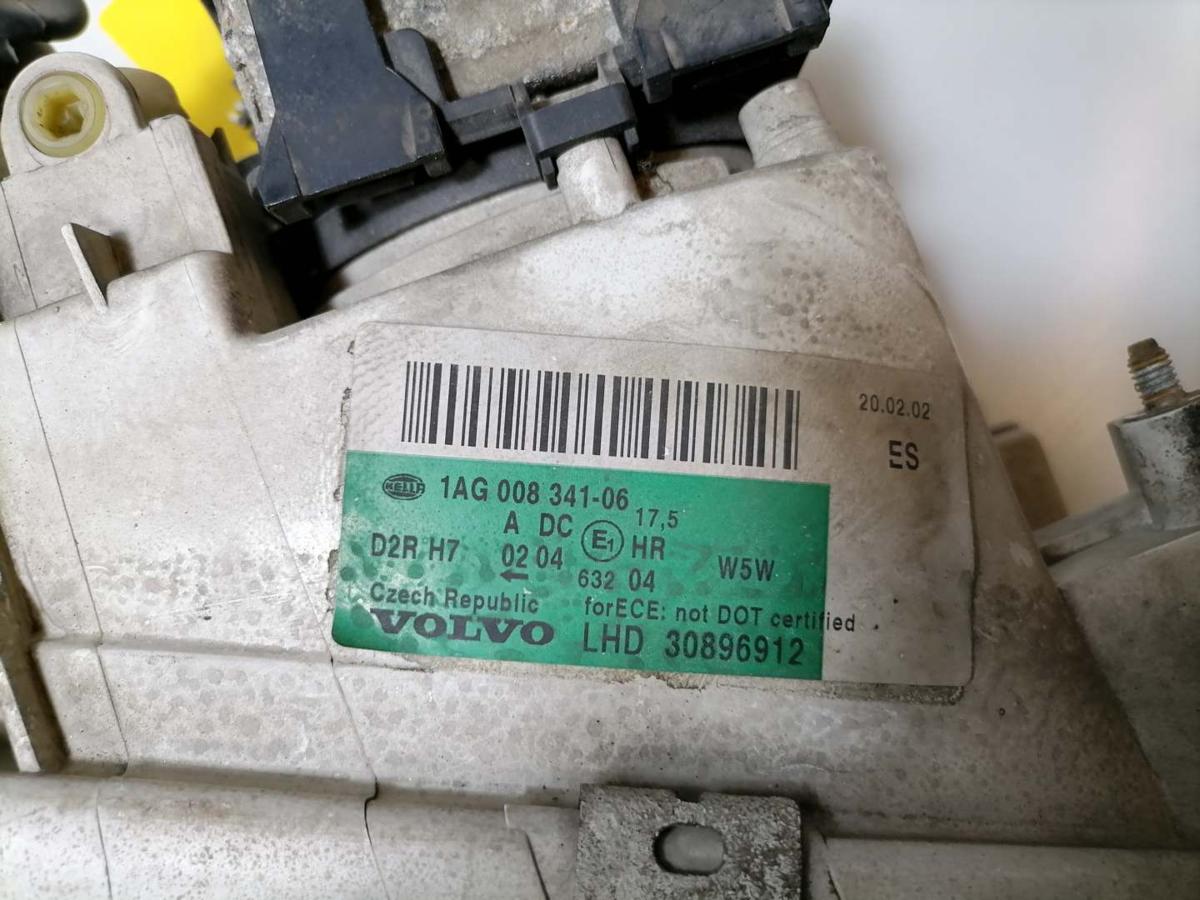 20.02.02
ES
HELLA 1AG 008 341-06
A DC E1 17,5
D2R H7 02 04 HR W5W
← 632 04
Czech Republic forECE: not DOT certified
VOLVO LHD 30896912